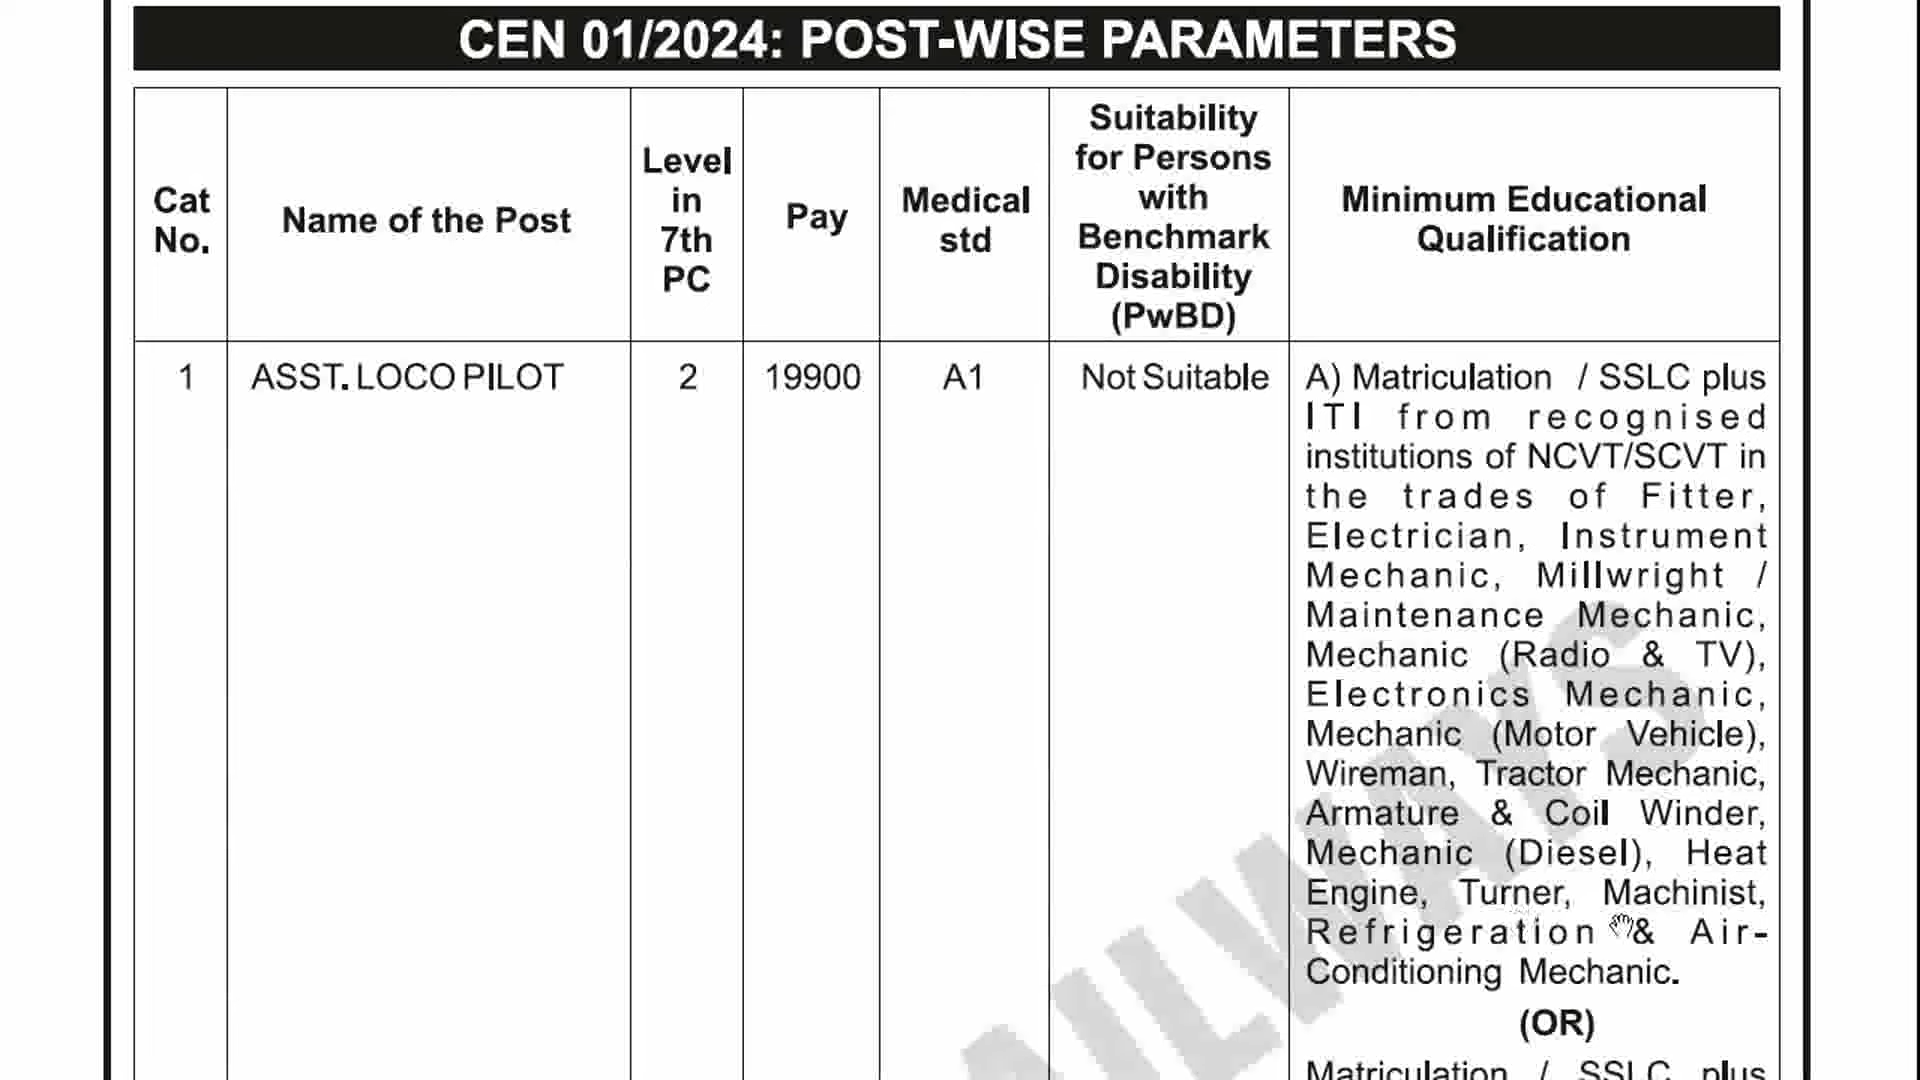 CEN 01/2024: POST-WISE PARAMETERS
Cat
No.
Name of the Post
Level
in
7th
PC
Pay
Medical
std
Suitability
for Persons
with
Benchmark
Disability
(PwBD)
Minimum Educational
Qualification
1
ASST. LOCO PILOT
2
19900
A1
Not Suitable
A) Matriculation / SSLC plus
ITI from recognised
institutions of NCVT/SCVT in
the trades of Fitter,
Electrician, Instrument
Mechanic, Millwright /
Maintenance Mechanic,
Mechanic (Radio & TV),
Electronics Mechanic,
Mechanic (Motor Vehicle),
Wireman, Tractor Mechanic,
Armature & Coil Winder,
Mechanic (Diesel), Heat
Engine, Turner, Machinist,
Refrigeration & Air-
Conditioning Mechanic.
(OR)
Matriculation / SSLC plus
AILWAYS